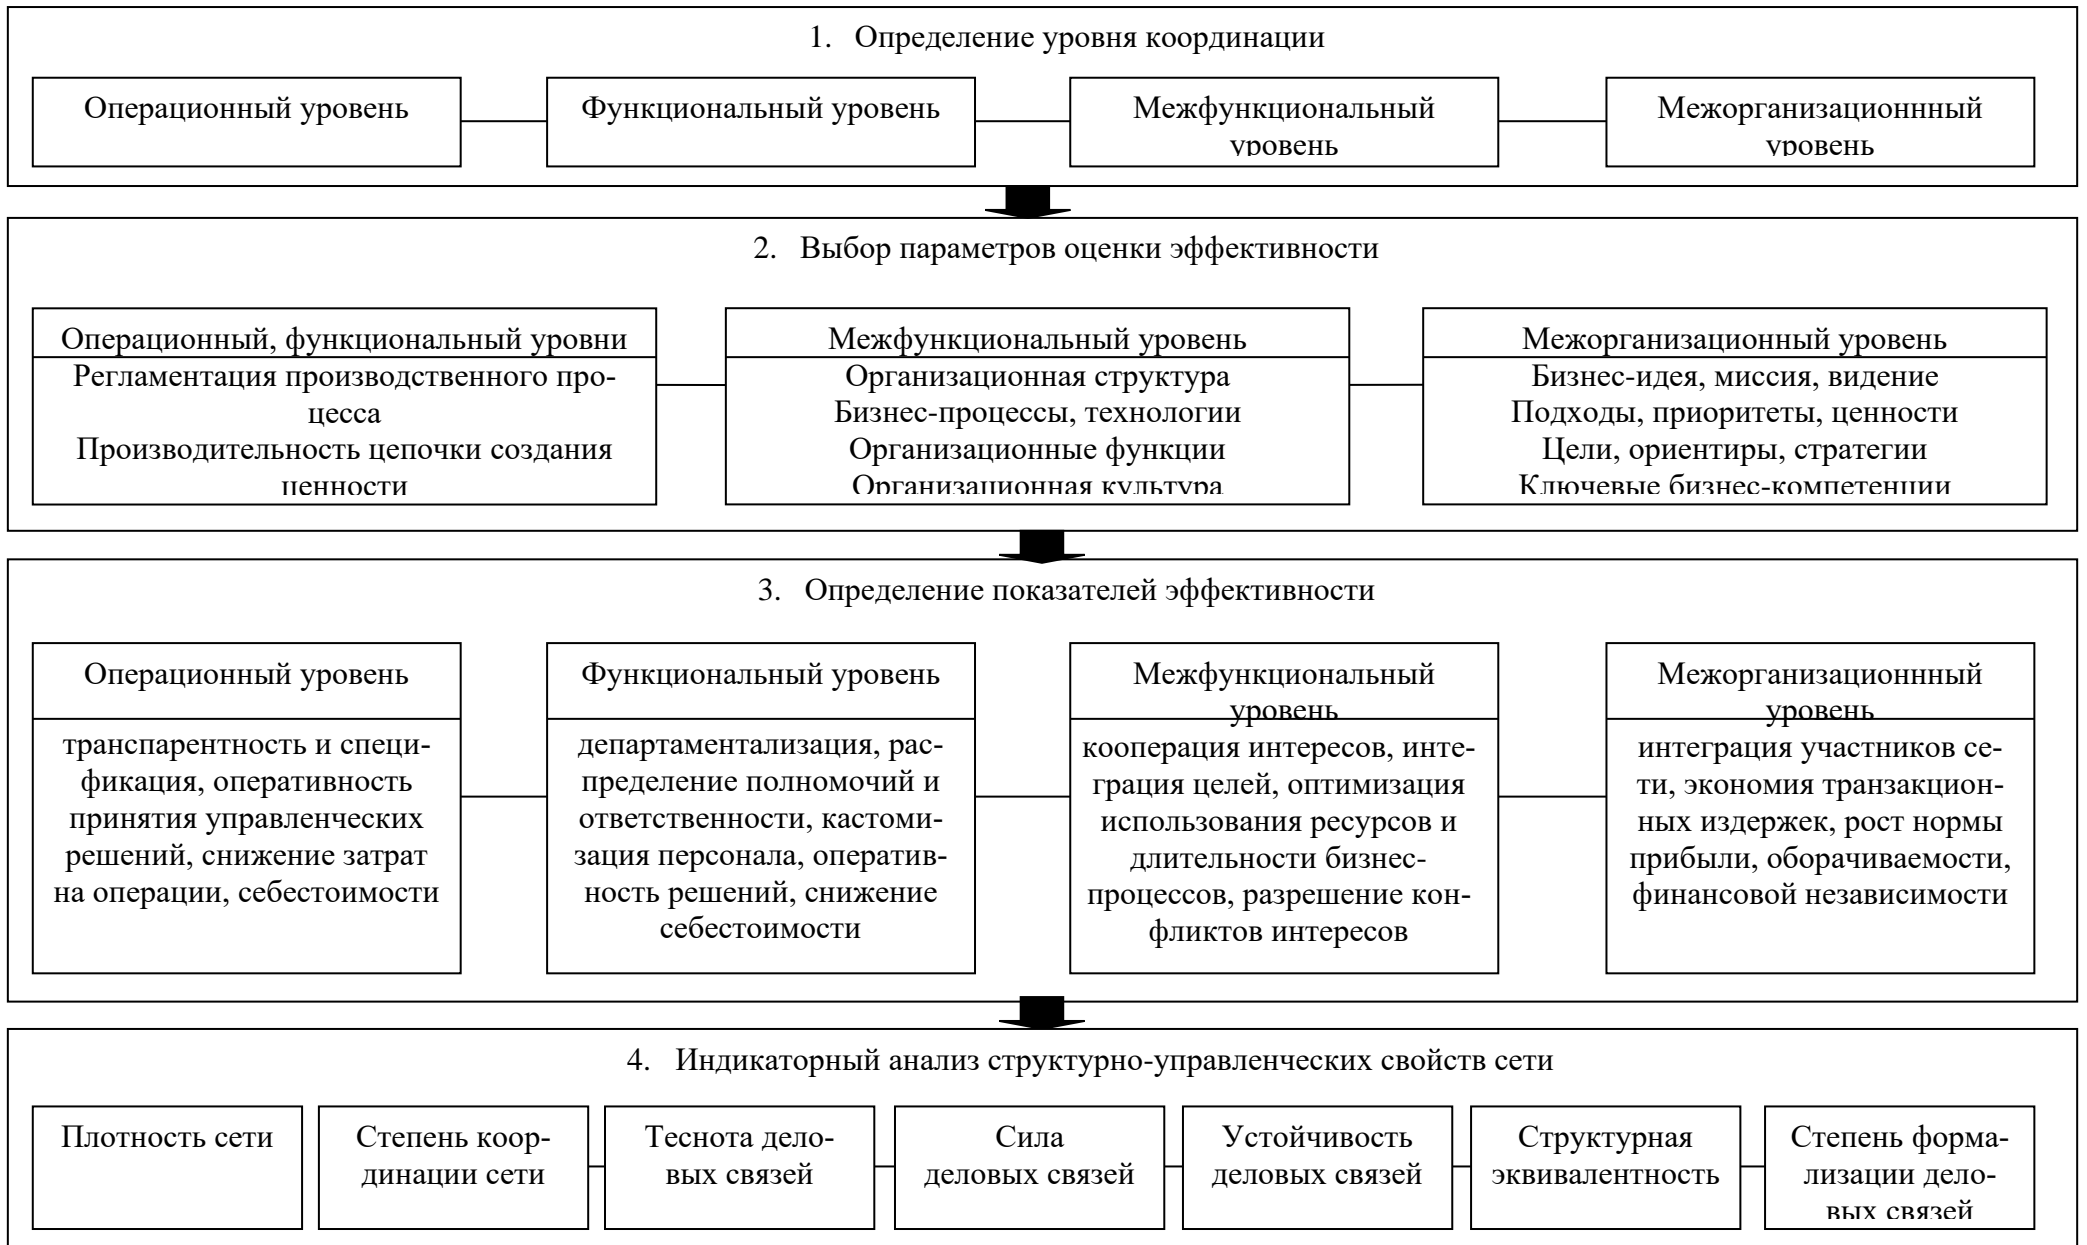 1. Определение уровня координации
Операционный уровень
Функциональный уровень
Межфункциональный
уровень
Межорганизационнный
уровень
2. Выбор параметров оценки эффективности
Операционный, функциональный уровни
Регламентация производственного про-
цесса
Производительность цепочки создания
ценности
Межфункциональный уровень
Организационная структура
Бизнес-процессы, технологии
Организационные функции
Организационная культура
Межорганизационный уровень
Бизнес-идея, миссия, видение
Подходы, приоритеты, ценности
Цели, ориентиры, стратегии
Ключевые бизнес-компетенции
3. Определение показателей эффективности
Операционный уровень
транспарентность и специ-
фикация, оперативность
принятия управленческих
решений, снижение затрат
на операции, себестоимости
Функциональный уровень
департаментализация, рас-
пределение полномочий и
ответственности, кастоми-
зация персонала, оператив-
ность решений, снижение
себестоимости
Межфункциональный
уровень
кооперация интересов, инте-
грация целей, оптимизация
использования ресурсов и
длительности бизнес-
процессов, разрешение кон-
фликтов интересов
Межорганизационнный
уровень
интеграция участников се-
ти, экономия транзакцион-
ных издержек, рост нормы
прибыли, оборачиваемости,
финансовой независимости
4. Индикаторный анализ структурно-управленческих свойств сети
Плотность сети
Степень коор-
динации сети
Теснота дело-
вых связей
Сила
деловых связей
Устойчивость
деловых связей
Структурная
эквивалентность
Степень форма-
лизации дело-
вых связей